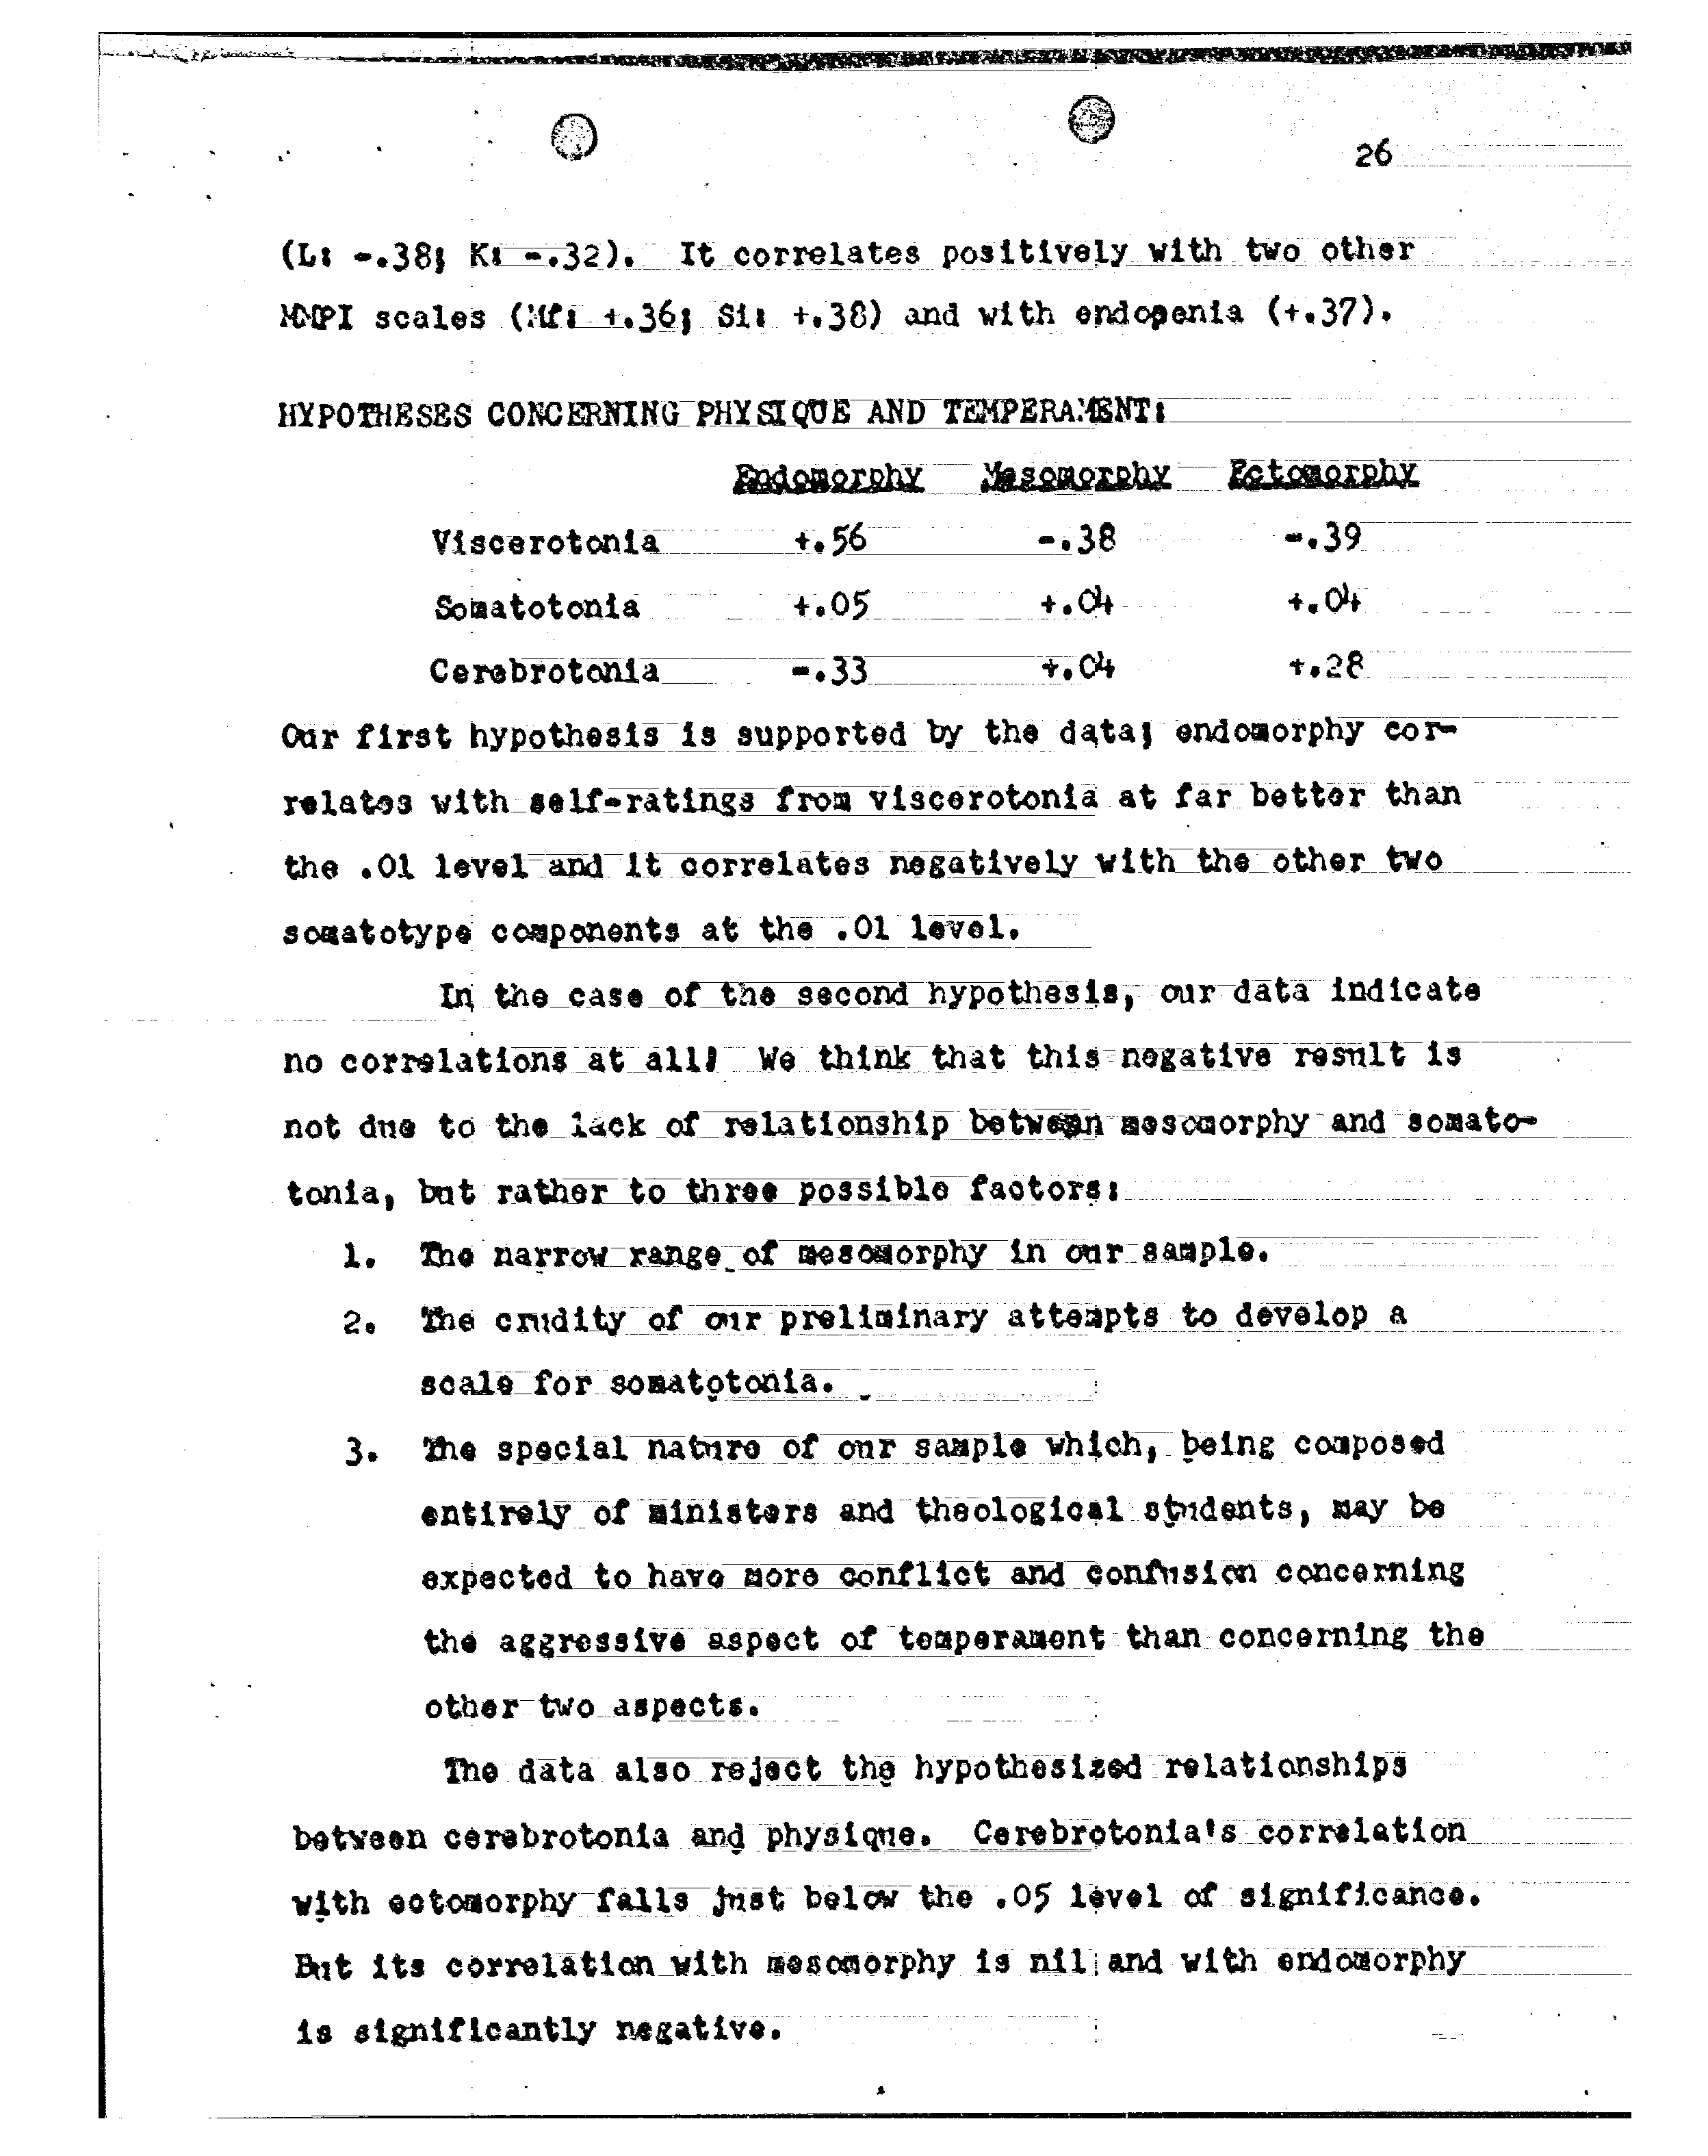 26
(L: -.38; K: -.32). It correlates positively with two other
MMPI scales (Mf: +.36; Si: +.38) and with endopenia (+.37).
HYPOTHESES CONCERNING PHYSIQUE AND TEMPERAMENT:
Endomorphy Mesomorphy Ectomorphy
Viscerotonia +.56 -.38 -.39
Somatotonia +.05 +.04 +.04
Cerebrotonia -.33 +.04 +.28
Our first hypothesis is supported by the data; endomorphy cor-
relates with self-ratings from viscerotonia at far better than
the .01 level and it correlates negatively with the other two
somatotype components at the .01 level.
In the case of the second hypothesis, our data indicate
no correlations at all! We think that this negative result is
not due to the lack of relationship between mesomorphy and somato-
tonia, but rather to three possible factors:
1. The narrow range of mesomorphy in our sample.
2. The crudity of our preliminary attempts to develop a
scale for somatotonia.
3. The special nature of our sample which, being composed
entirely of ministers and theological students, may be
expected to have more conflict and confusion concerning
the aggressive aspect of temperament than concerning the
other two aspects.
The data also reject the hypothesized relationships
between cerebrotonia and physique. Cerebrotonia's correlation
with ectomorphy falls just below the .05 level of significance.
But its correlation with mesomorphy is nil and with endomorphy
is significantly negative.